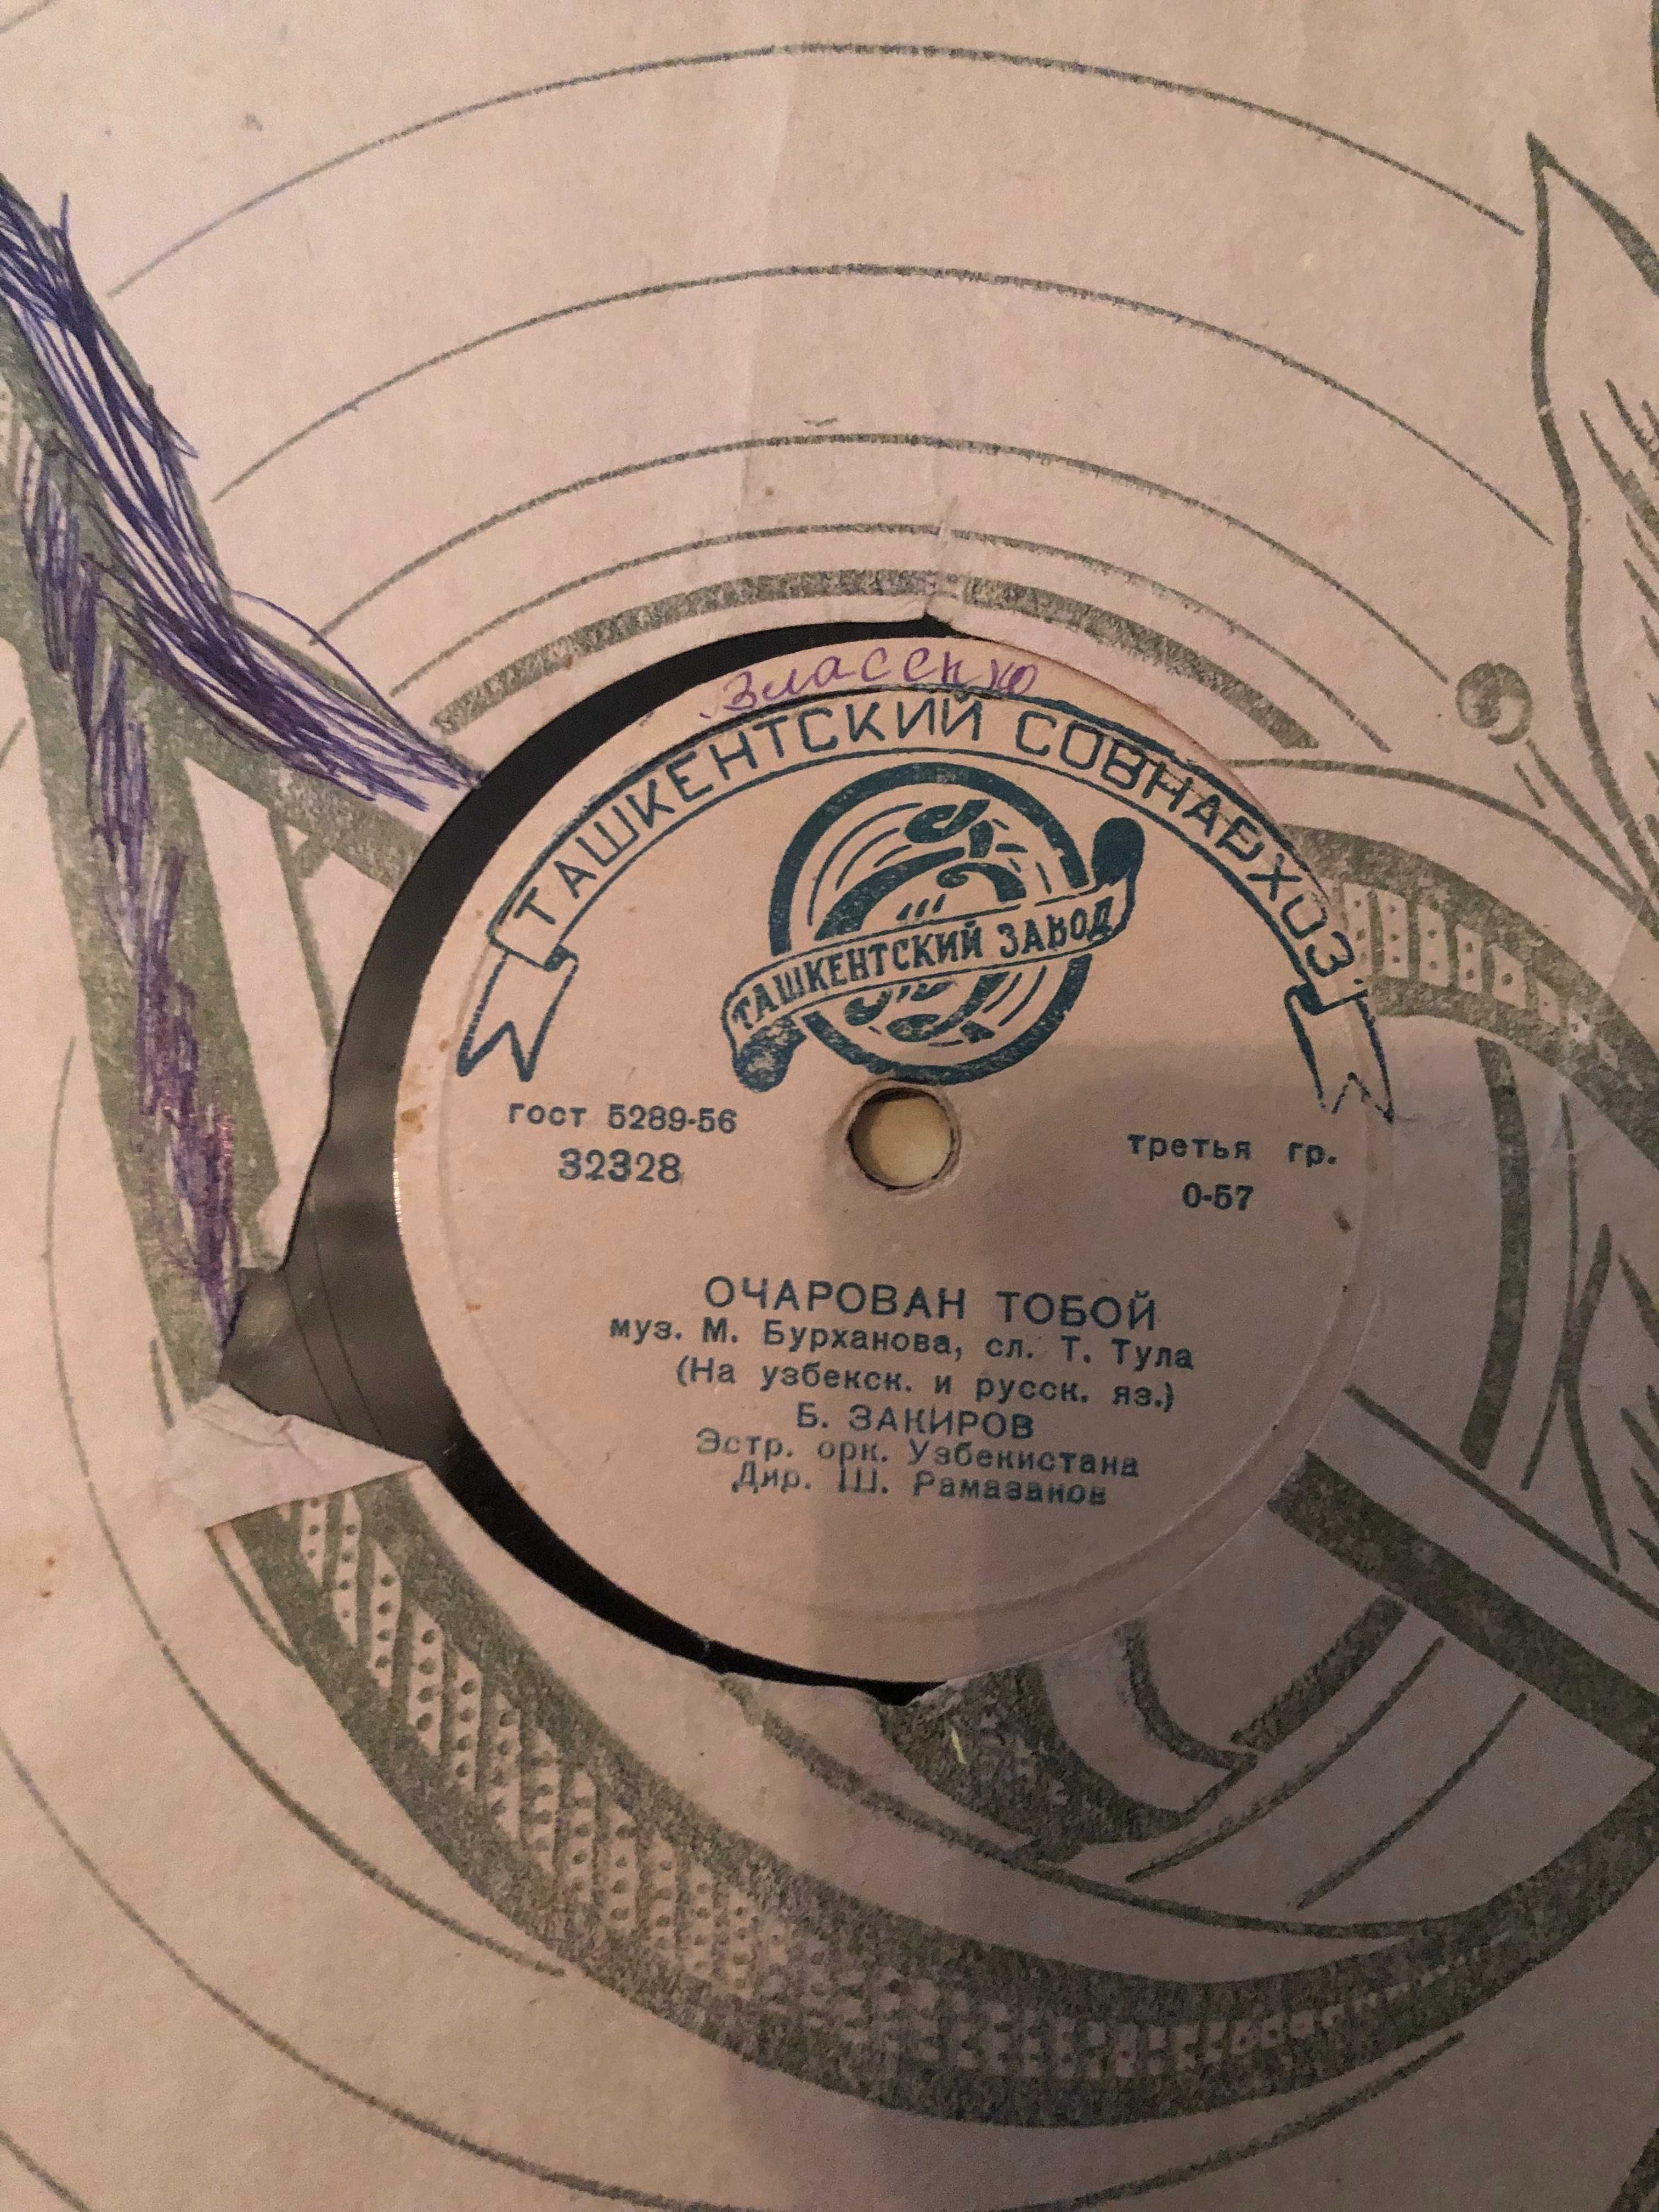 ТАШКЕНТСКИЙ СОВНАРХОЗ
ТАШКЕНТСКИЙ ЗАВОД
гост 5289-56
32328
третья гр.
0-57
ОЧАРОВАН ТОБОЙ
муз. М. Бурханова, сл. Т. Тула
(На узбекск. и русск. яз.)
Б. ЗАКИРОВ
Эстр. орк. Узбекистана
Дир. Ш. Рамазанов